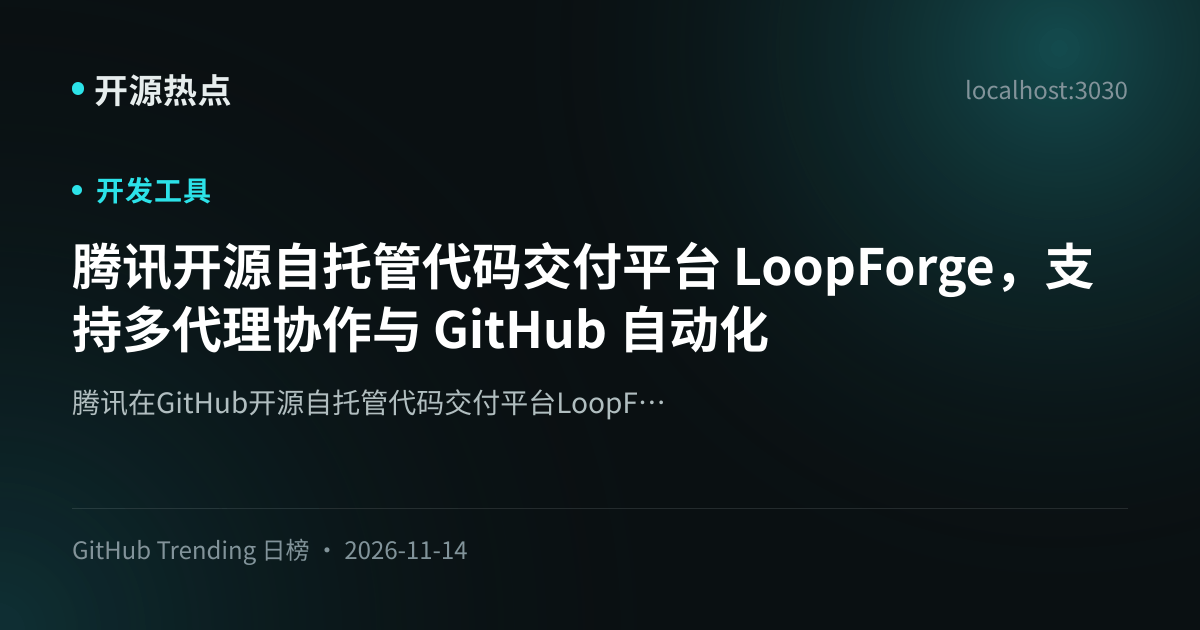 开源热点
localhost:3030
开发工具
腾讯开源自托管代码交付平台 LoopForge，支
持多代理协作与 GitHub 自动化
腾讯在GitHub开源自托管代码交付平台LoopF…
GitHub Trending 日榜 · 2026-11-14